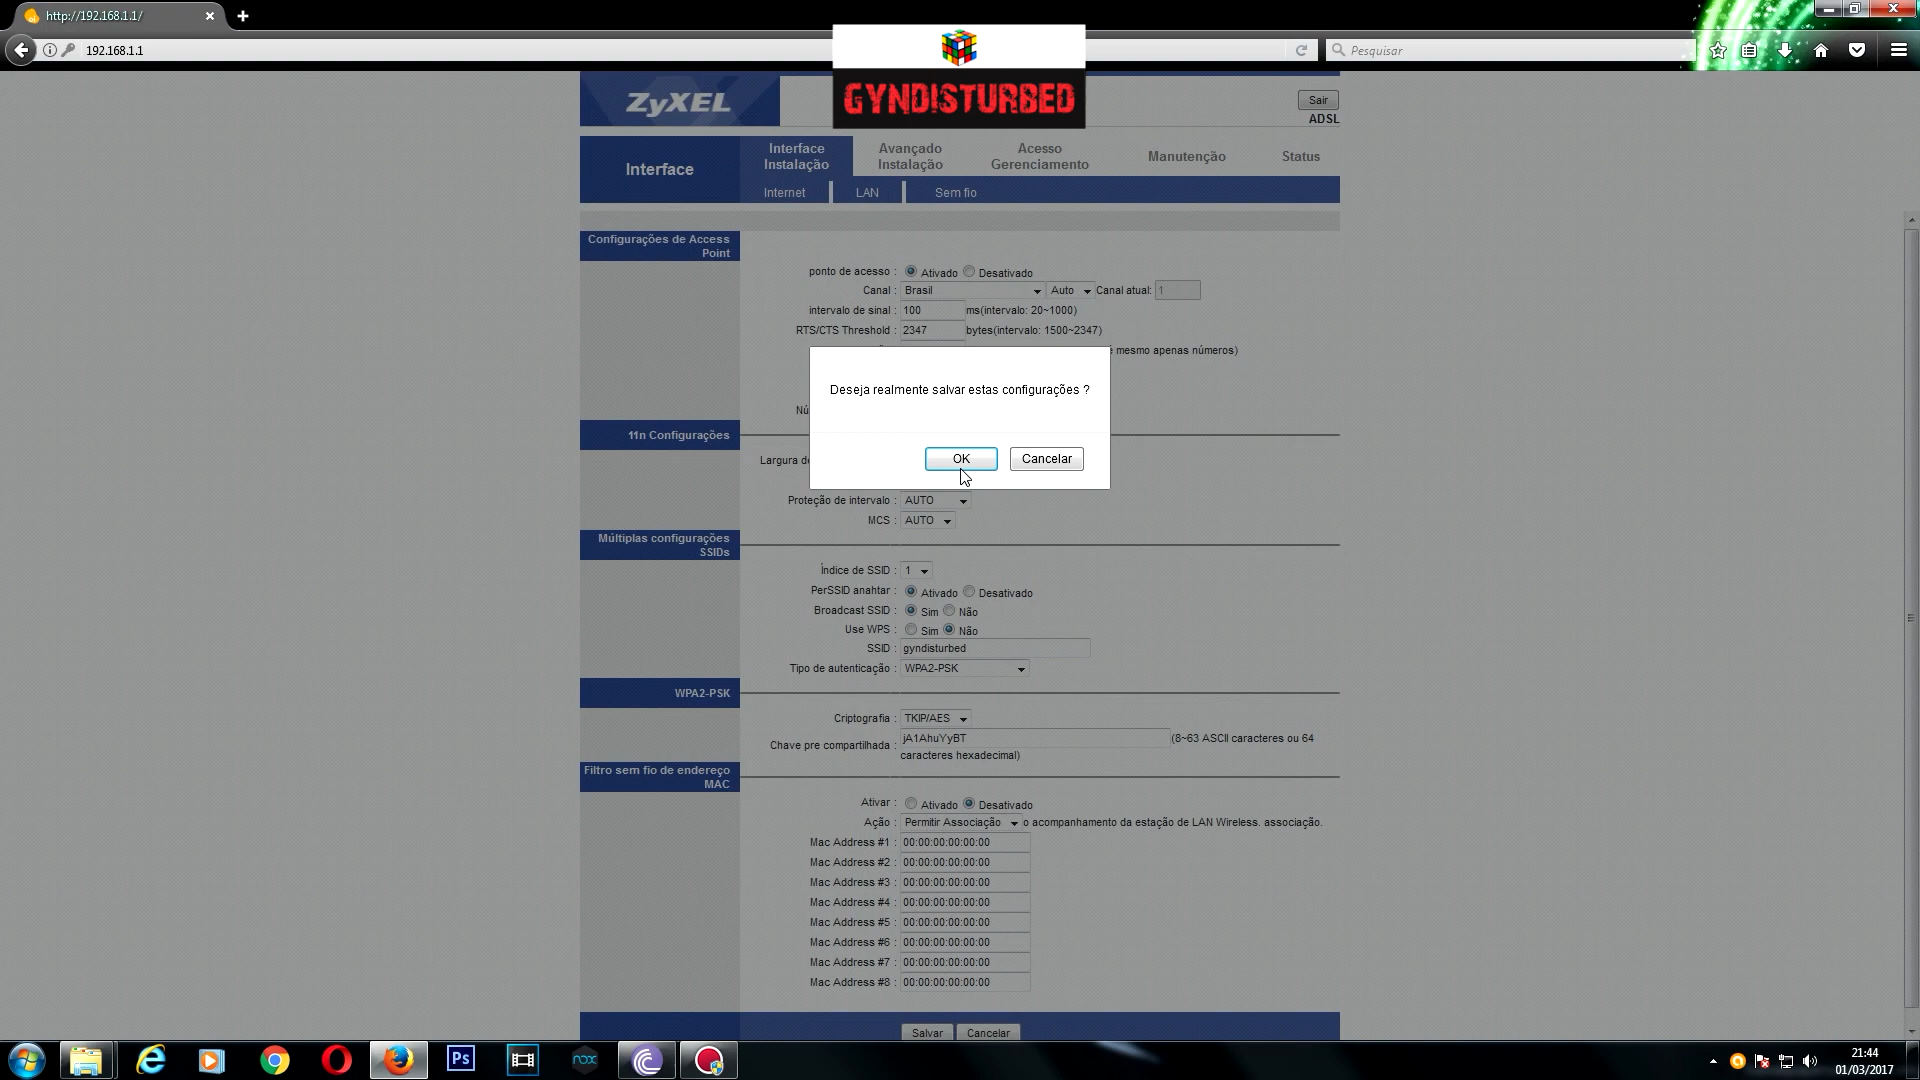 http://192.168.1.1/
192.168.1.1
Pesquisar
GYNDISTURBED
ZyXEL
Sair
ADSL
Interface
Interface Instalação
Avançado Instalação
Acesso Gerenciamento
Manutenção
Status
Internet
LAN
Sem fio
Configurações de Access Point
ponto de acesso : Ativado Desativado
Canal : Brasil Auto Canal atual: 1
intervalo de sinal : 100 ms(intervalo: 20~1000)
RTS/CTS Threshold : 2347 bytes(intervalo: 1500~2347)
mesmo apenas números)
Deseja realmente salvar estas configurações ?
OK
Cancelar
11n Configurações
Largura
Proteção de intervalo : AUTO
MCS : AUTO
Múltiplas configurações SSIDs
Índice de SSID : 1
PerSSID anahtar : Ativado Desativado
Broadcast SSID : Sim Não
Use WPS : Sim Não
SSID : gyndisturbed
Tipo de autenticação : WPA2-PSK
WPA2-PSK
Criptografia : TKIP/AES
Chave pre compartilhada : jA1AhuYyBT (8~63 ASCII caracteres ou 64 caracteres hexadecimal)
Filtro sem fio de endereço MAC
Ativar : Ativado Desativado
Ação : Permitir Associação o acompanhamento da estação de LAN Wireless. associação.
Mac Address #1 : 00:00:00:00:00:00
Mac Address #2 : 00:00:00:00:00:00
Mac Address #3 : 00:00:00:00:00:00
Mac Address #4 : 00:00:00:00:00:00
Mac Address #5 : 00:00:00:00:00:00
Mac Address #6 : 00:00:00:00:00:00
Mac Address #7 : 00:00:00:00:00:00
Mac Address #8 : 00:00:00:00:00:00
Salvar
Cancelar
Ps
nox
21:44
01/03/2017